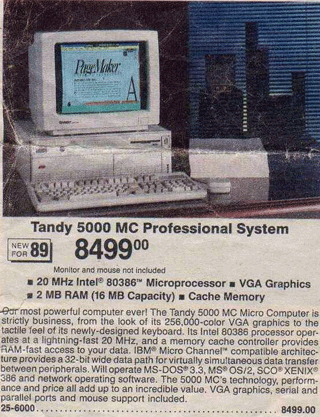 PageMaker
A
Tandy 5000 MC Professional System
NEW FOR 89 8499⁰⁰
Monitor and mouse not included
■ 20 MHz Intel® 80386™ Microprocessor ■ VGA Graphics
■ 2 MB RAM (16 MB Capacity) ■ Cache Memory
Our most powerful computer ever! The Tandy 5000 MC Micro Computer is
strictly business, from the look of its 256,000-color VGA graphics to the
tactile feel of its newly-designed keyboard. Its Intel 80386 processor oper-
ates at a lightning-fast 20 MHz, and a memory cache controller provides
RAM-fast access to your data. IBM® Micro Channel™ compatible architec-
ture provides a 32-bit wide data path for virtually simultaneous data transfer
between peripherals. Will operate MS-DOS® 3.3, MS® OS/2, SCO® XENIX®
386 and network operating software. The 5000 MC's technology, perform-
ance and price all add up to an incredible value. VGA graphics, serial and
parallel ports and mouse support included.
25-6000 8499.00